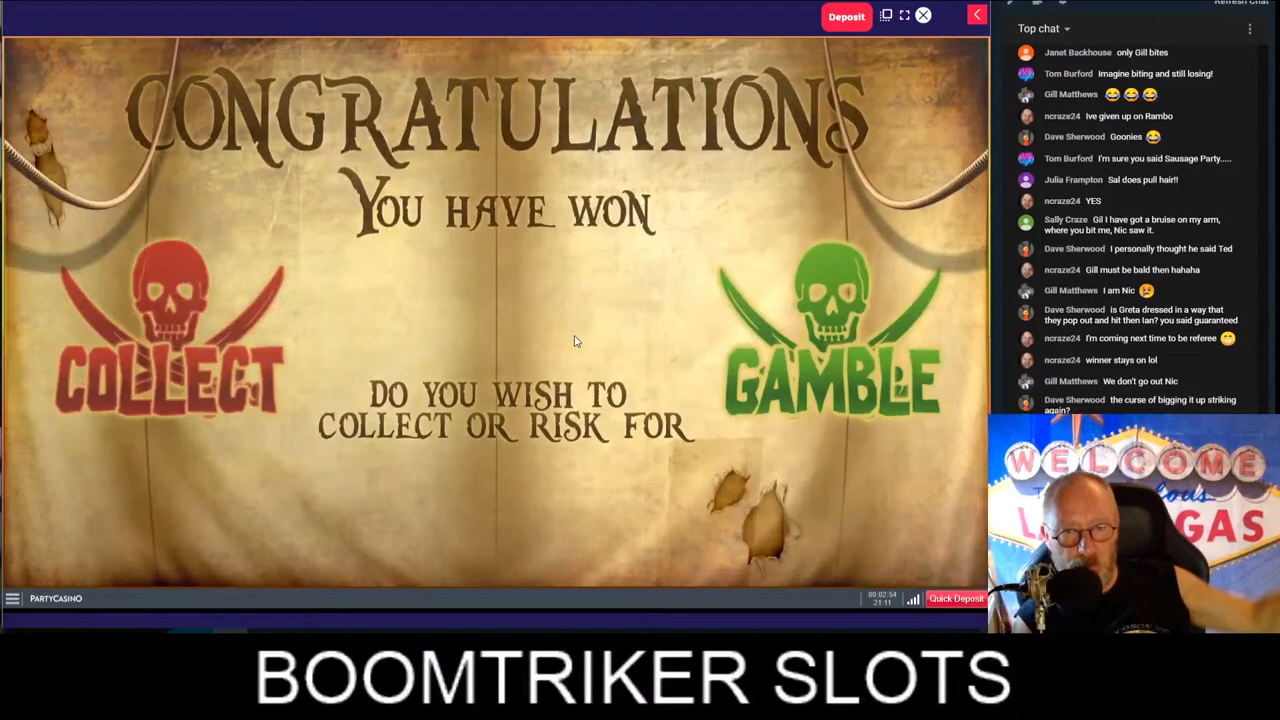 Deposit
CONGRATULATIONS
YOU HAVE WON
COLLECT
GAMBLE
DO YOU WISH TO
COLLECT OR RISK FOR
PARTYCASINO
00:02:54
21:11
Quick Deposit
Refresh Chat
Top chat
Janet Backhouse only Gill bites
Tom Burford Imagine biting and still losing!
Gill Matthews 😂 😂 😂
ncraze24 Ive given up on Rambo
Dave Sherwood Goonies 😂
Tom Burford I'm sure you said Sausage Party.....
Julia Frampton Sal does pull hair!!
ncraze24 YES
Sally Craze Gil I have got a bruise on my arm,
where you bit me, Nic saw it.
Dave Sherwood I personally thought he said Ted
ncraze24 Gill must be bald then hahaha
Gill Matthews I am Nic 😢
Dave Sherwood is Greta dressed in a way that
they pop out and hit then Ian? you said guaranteed
ncraze24 I'm coming next time to be referee 😁
ncraze24 winner stays on lol
Gill Matthews We don't go out Nic
Dave Sherwood the curse of bigging it up striking
again?
WELCOME
BOOMTRIKER SLOTS